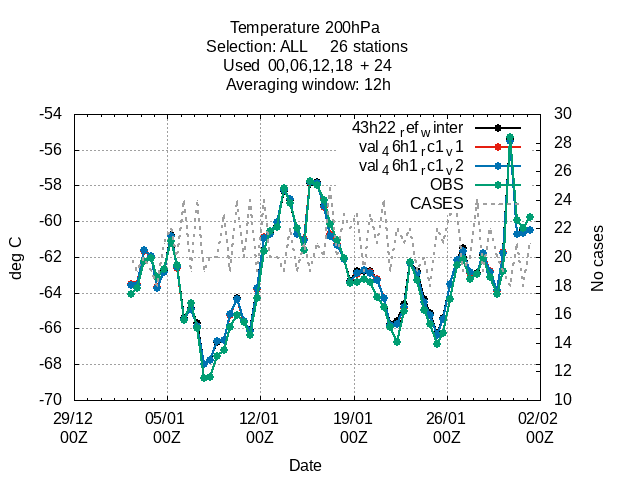 Temperature 200hPa
Selection: ALL 26 stations
Used 00,06,12,18 + 24
Averaging window: 12h
-54 30
43h22refwinter 28
val46h1rc1v1
-56 26
val46h1rc1v2
-58 OBS
24
CASES
-60 22
deg C
No cases
-62 20
18
-64 16
-66 14
-68 12
-70 10
29/12 05/01 12/01 19/01 26/01 02/02
00Z 00Z 00Z 00Z 00Z 00Z
Date